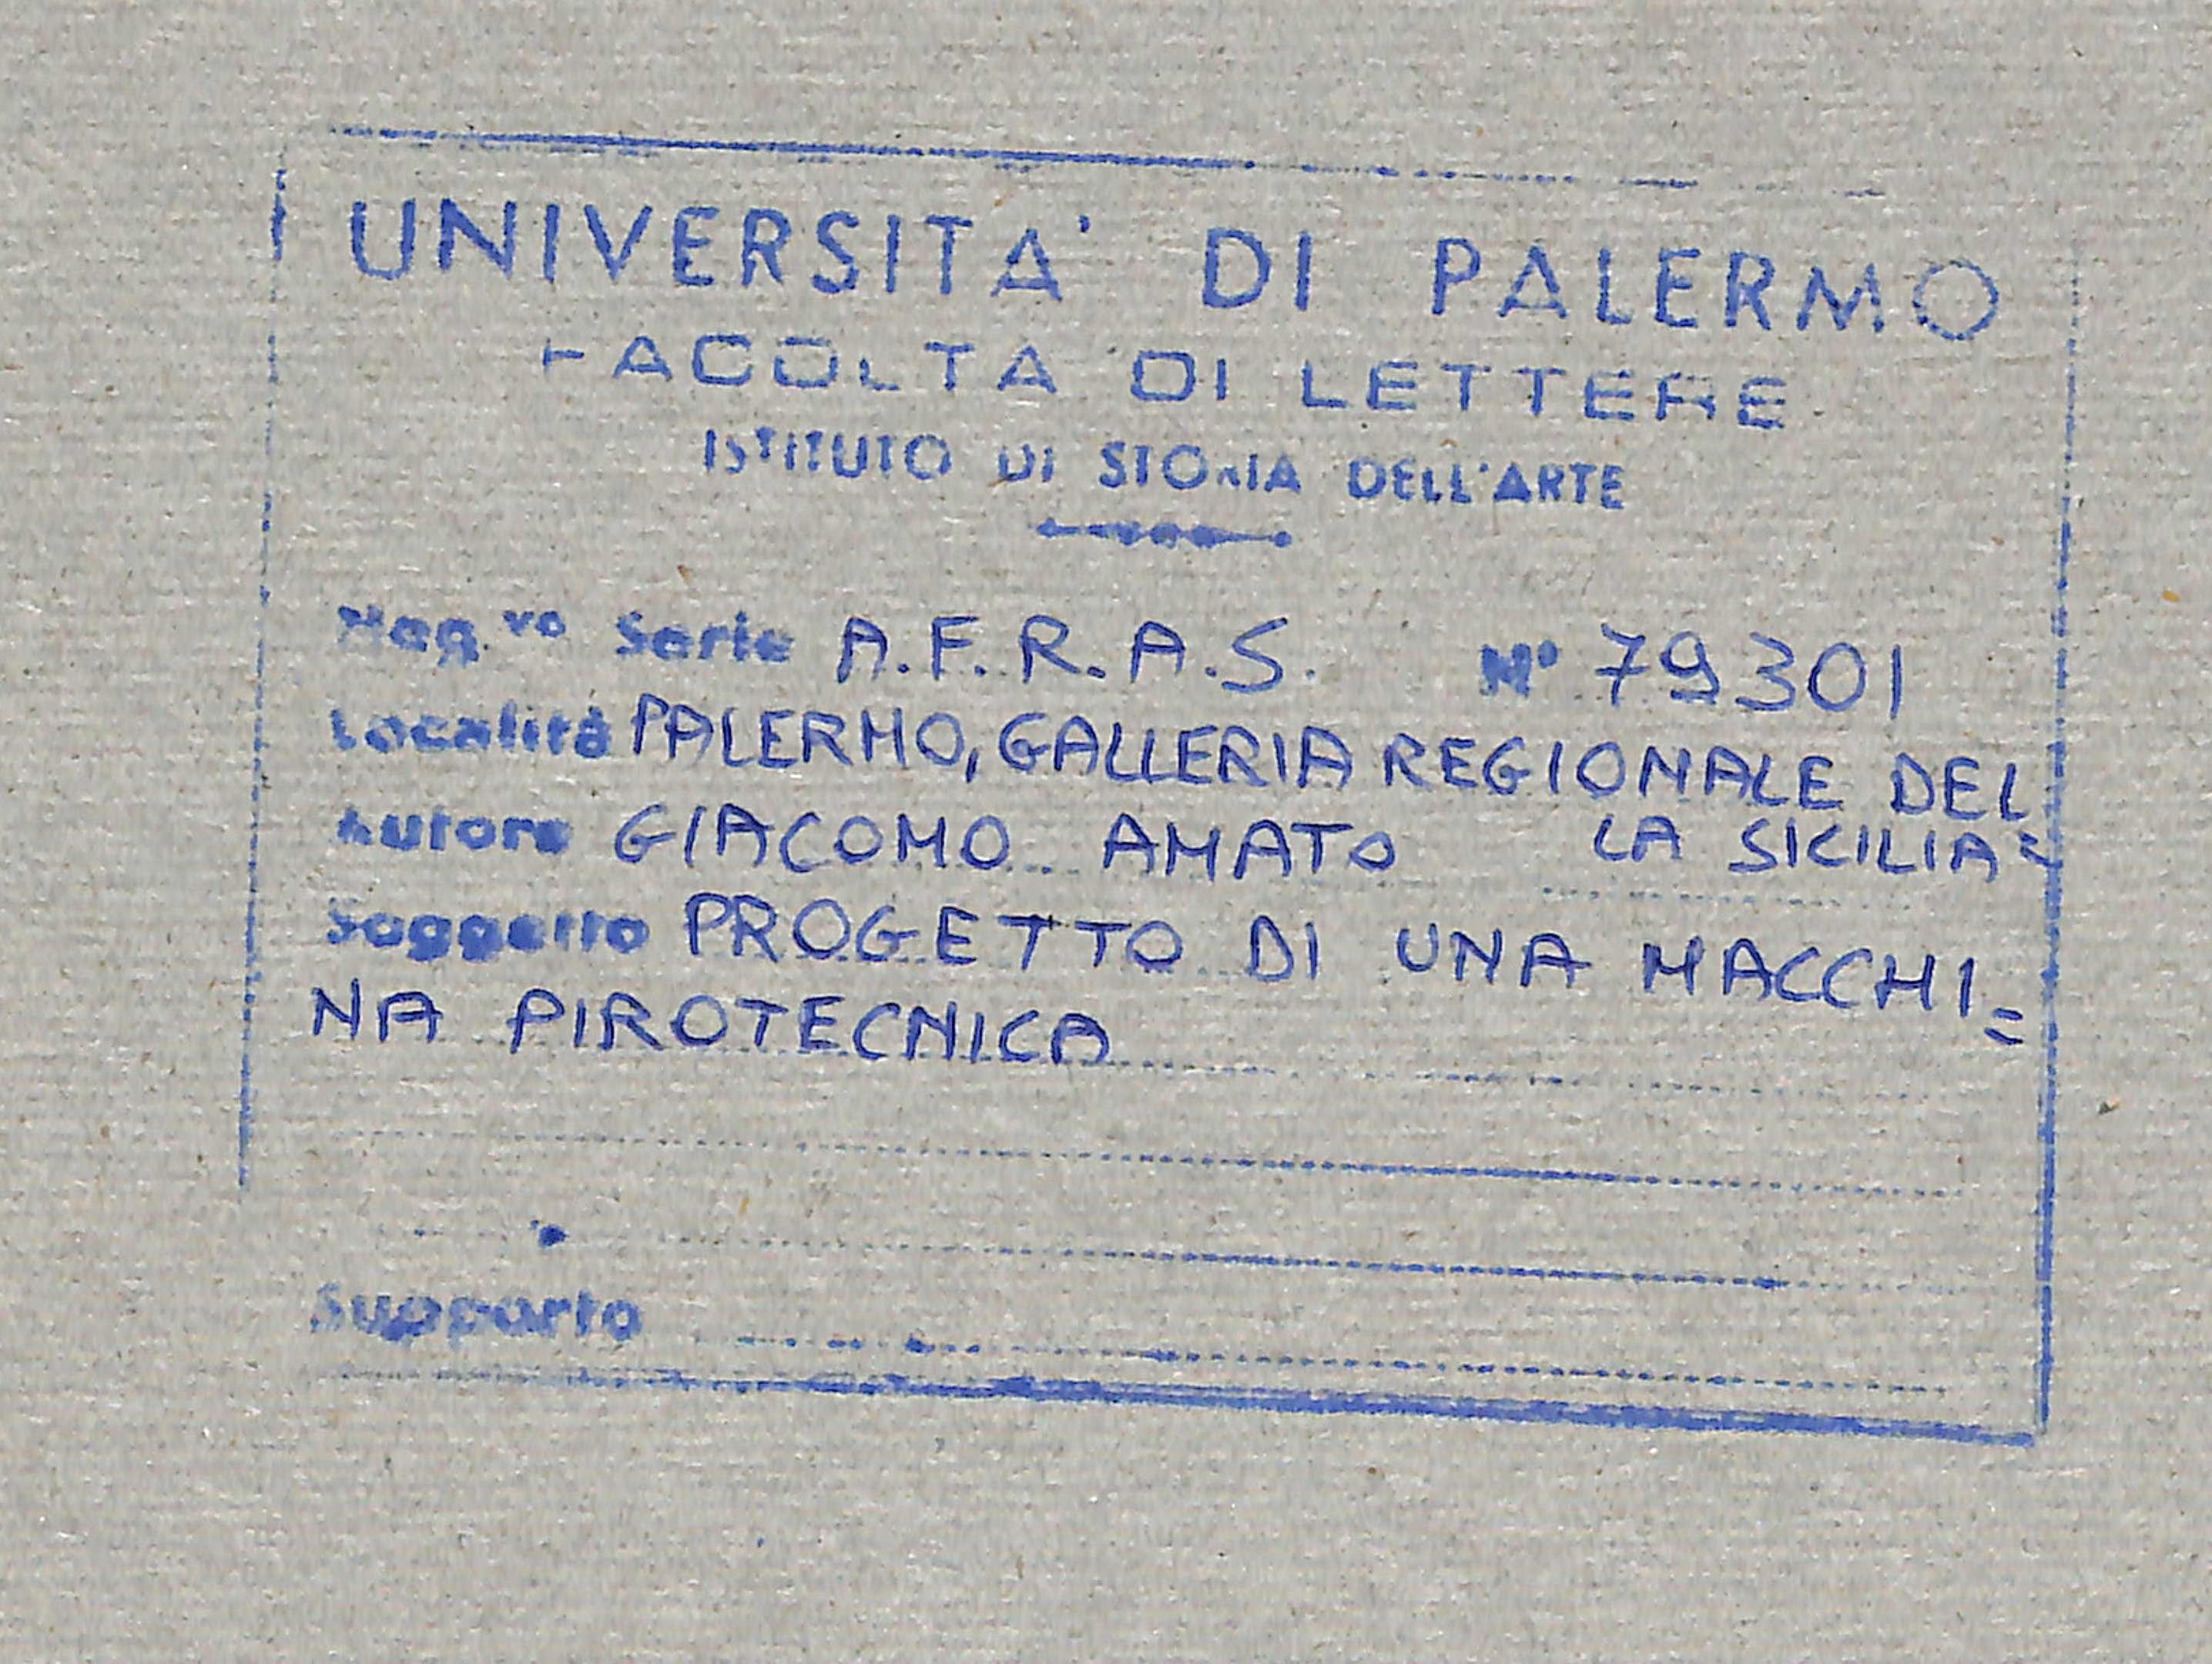 UNIVERSITA' DI PALERMO
FACOLTA DI LETTERE
ISTITUTO DI STORIA DELL'ARTE
Neg.vo Serie A.F.R.A.S. N° 79301
Località PALERMO, GALLERIA REGIONALE DEL
LA SICILIA=
Autore GIACOMO AMATO
Soggetto PROGETTO DI UNA MACCHI=
NA PIROTECNICA
Supporto